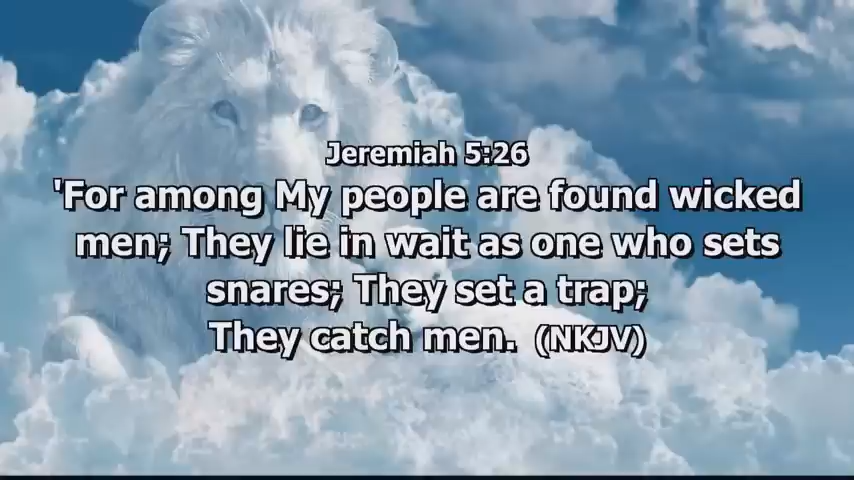 Jeremiah 5:26
'For among My people are found wicked
men; They lie in wait as one who sets
snares; They set a trap;
They catch men. (NKJV)